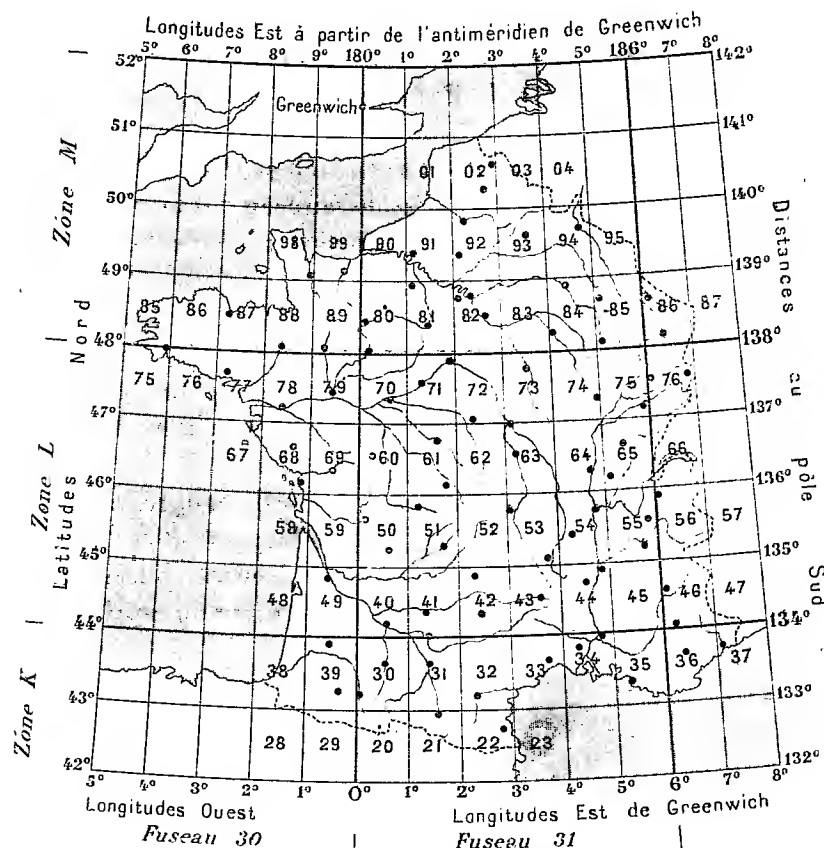 Longitudes Est à partir de l'antiméridien de Greenwich
5° 6° 7° 8° 9° 180° 1° 2° 3° 4° 5° 186° 7° 8°
52° 142°
Greenwich
51° 141°
Zóne M
01 02 03 04
50° 140°
98 99 90 91 92 93 94 95
49° 139°
Distances
85 86 87 88 89 80 81 82 83 84 85 86 87
Nord
48° 138°
75 76 77 78 79 70 71 72 73 74 75 76
au
47° 137°
67 68 69 60 61 62 63 64 65 66
pôle
Zone L
46° 136°
Latitudes
58 59 50 51 52 53 54 55 56 57
45° 135°
Sud
48 49 40 41 42 43 44 45 46 47
44° 134°
38 39 30 31 32 33 34 35 36 37
Zóne K
43° 133°
28 29 20 21 22 23
42° 132°
5° 4° 3° 2° 1° 0° 1° 2° 3° 4° 5° 6° 7° 8°
Longitudes Ouest Longitudes Est de Greenwich
Fuseau 30 Fuseau 31